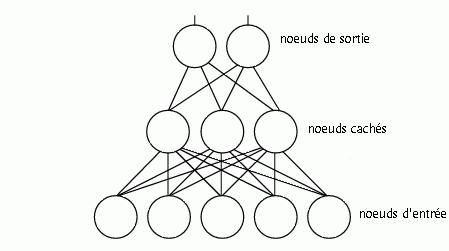 noeuds de sortie
noeuds cachés
noeuds d'entrée